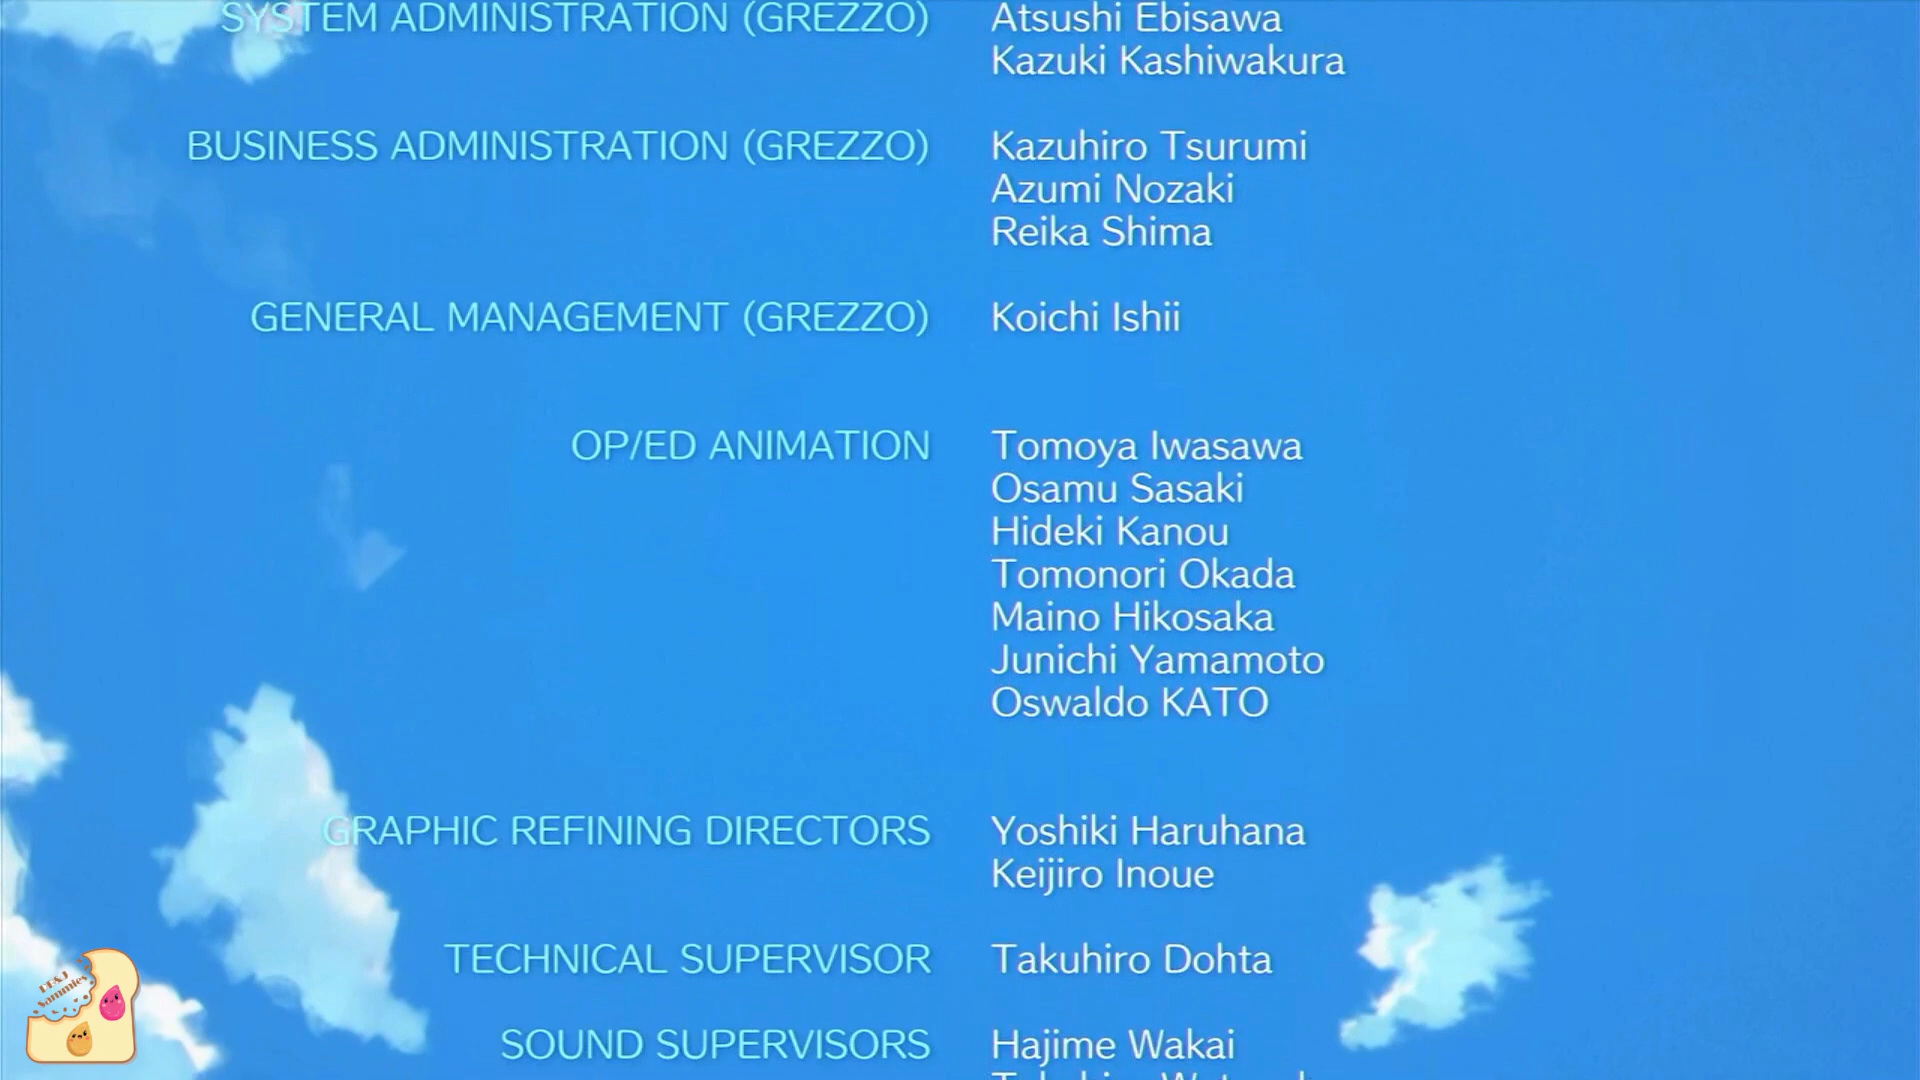 SYSTEM ADMINISTRATION (GREZZO) Atsushi Ebisawa
Kazuki Kashiwakura
BUSINESS ADMINISTRATION (GREZZO) Kazuhiro Tsurumi
Azumi Nozaki
Reika Shima
GENERAL MANAGEMENT (GREZZO) Koichi Ishii
OP/ED ANIMATION Tomoya Iwasawa
Osamu Sasaki
Hideki Kanou
Tomonori Okada
Maino Hikosaka
Junichi Yamamoto
Oswaldo KATO
GRAPHIC REFINING DIRECTORS Yoshiki Haruhana
Keijiro Inoue
TECHNICAL SUPERVISOR Takuhiro Dohta
SOUND SUPERVISORS Hajime Wakai
PB&J
Sammies